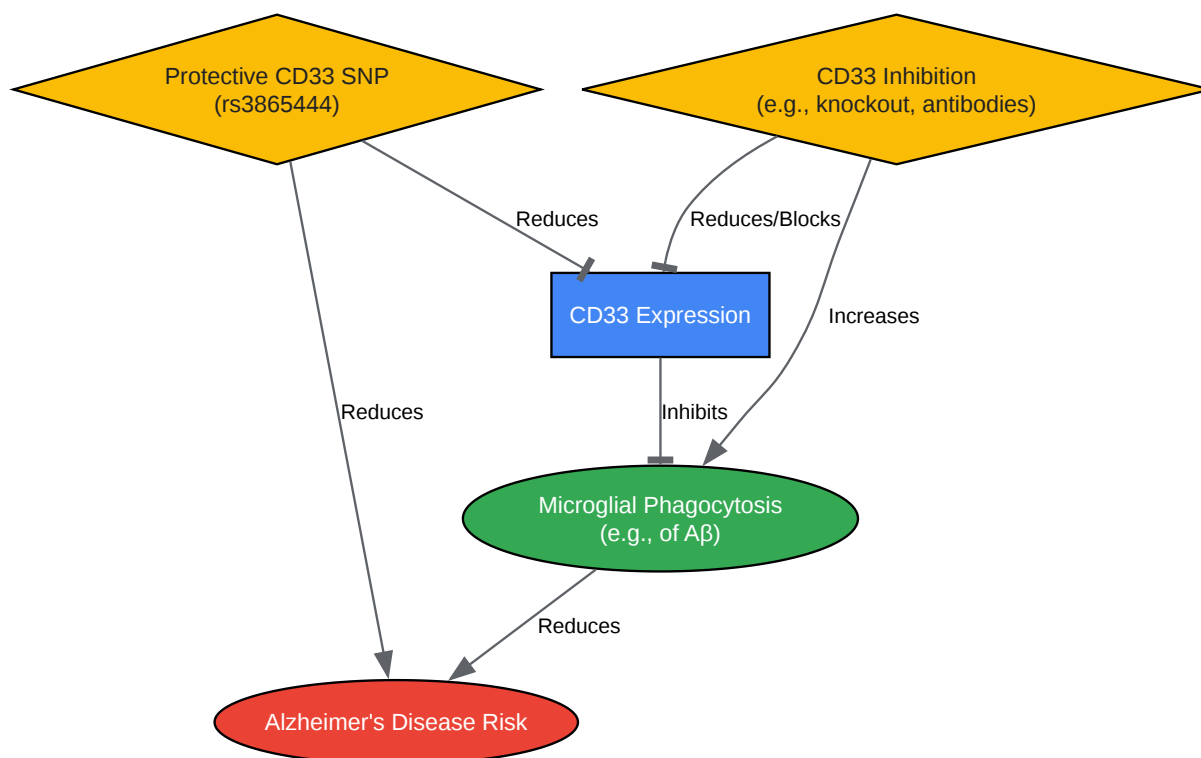 Protective CD33 SNP
(rs3865444)
CD33 Inhibition
(e.g., knockout, antibodies)
Reduces
Reduces/Blocks
CD33 Expression
Increases
Reduces
Inhibits
Microglial Phagocytosis
(e.g., of Aβ)
Reduces
Alzheimer's Disease Risk